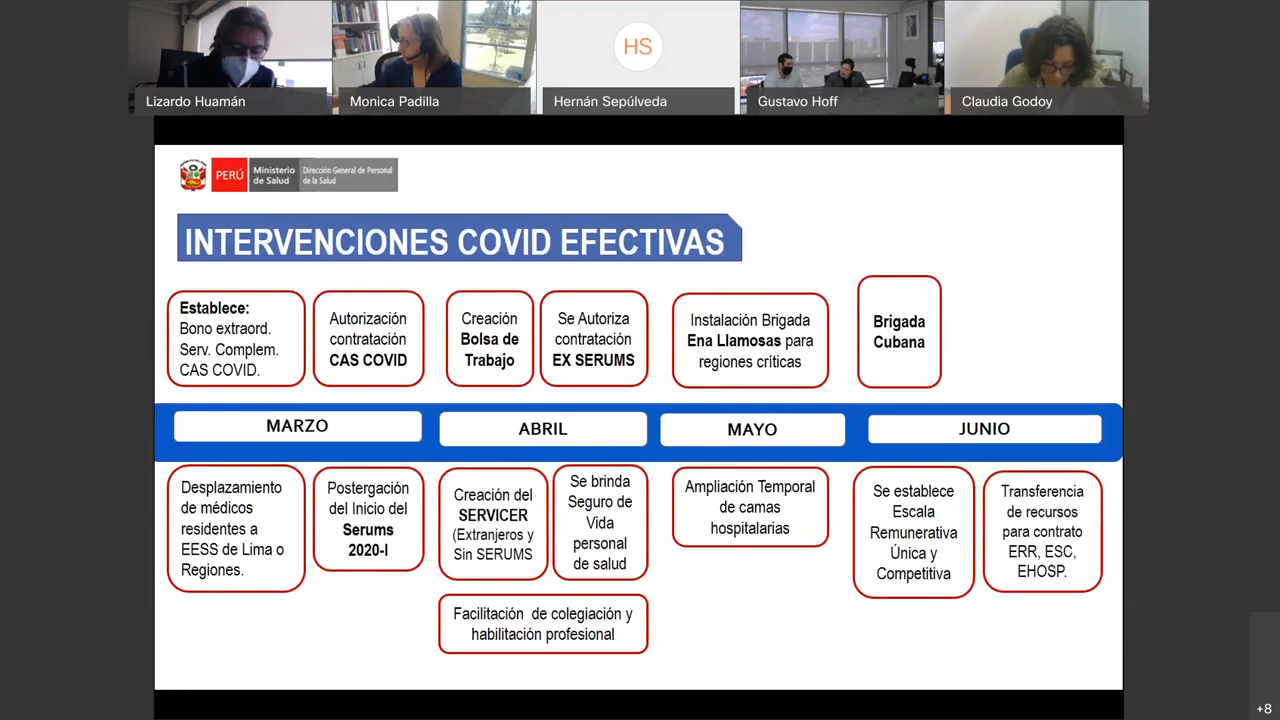 HS
Lizardo Huamán
Monica Padilla
Hernán Sepúlveda
Gustavo Hoff
Claudia Godoy
PERÚ
Ministerio
de Salud
Dirección General de Personal
de la Salud
INTERVENCIONES COVID EFECTIVAS
Establece:
Bono extraord.
Serv. Complem.
CAS COVID.
Autorización
contratación
CAS COVID
Creación
Bolsa de
Trabajo
Se Autoriza
contratación
EX SERUMS
Instalación Brigada
Ena Llamosas para
regiones críticas
Brigada
Cubana
MARZO
ABRIL
MAYO
JUNIO
Desplazamiento
de médicos
residentes a
EESS de Lima o
Regiones.
Postergación
del Inicio del
Serums
2020-I
Creación del
SERVICER
(Extranjeros y
Sin SERUMS
Se brinda
Seguro de
Vida
personal
de salud
Ampliación Temporal
de camas
hospitalarias
Se establece
Escala
Remunerativa
Única y
Competitiva
Transferencia
de recursos
para contrato
ERR, ESC,
EHOSP.
Facilitación de colegiación y
habilitación profesional
+8